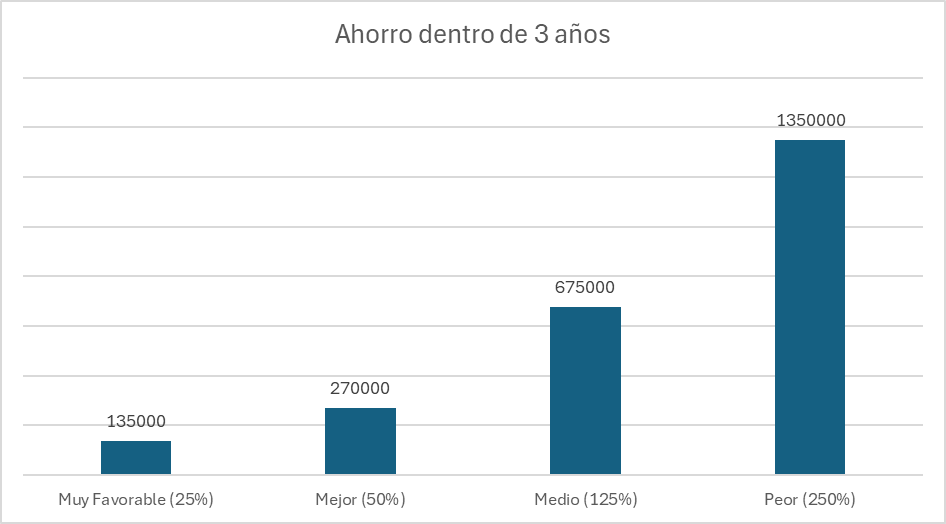 Ahorro dentro de 3 años
1350000
675000
270000
135000
Muy Favorable (25%)
Mejor (50%)
Medio (125%)
Peor (250%)